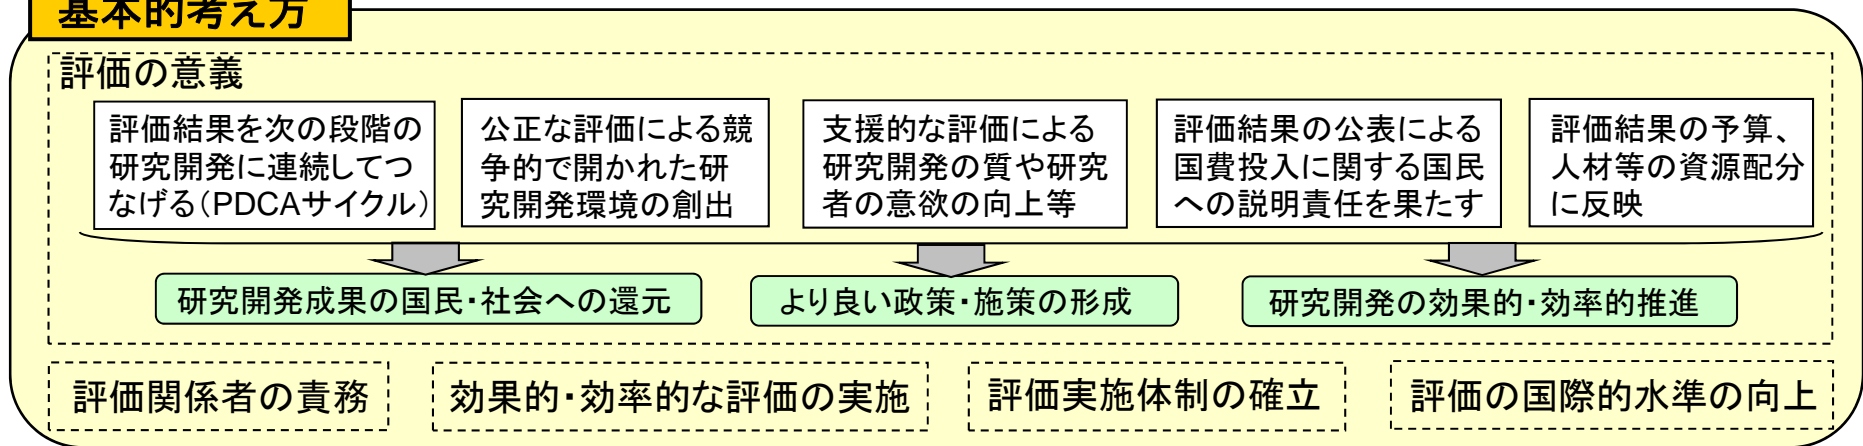 基本的考え方
評価の意義
評価結果を次の段階の
研究開発に連続してつ
なげる(PDCAサイクル)
公正な評価による競
争的で開かれた研
究開発環境の創出
支援的な評価による
研究開発の質や研究
者の意欲の向上等
評価結果の公表による
国費投入に関する国民
への説明責任を果たす
評価結果の予算、
人材等の資源配分
に反映
研究開発成果の国民・社会への還元
より良い政策・施策の形成
研究開発の効果的・効率的推進
評価関係者の責務
効果的・効率的な評価の実施
評価実施体制の確立
評価の国際的水準の向上